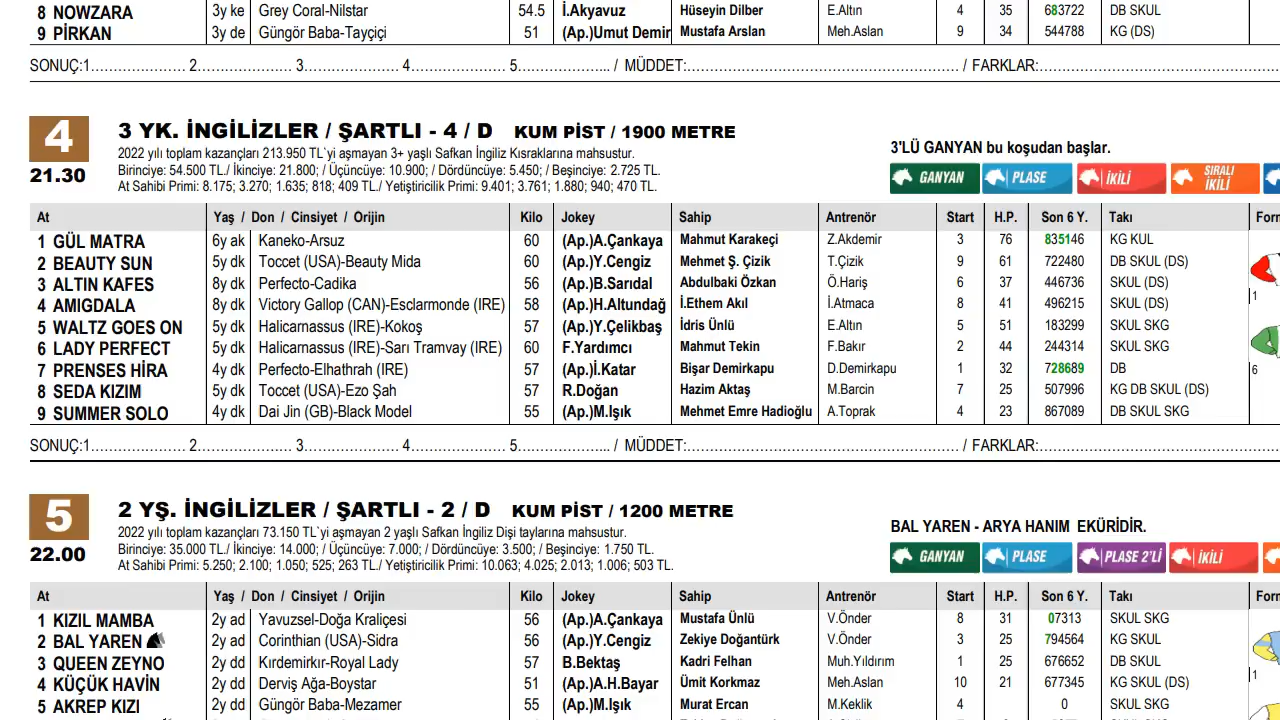 8 NOWZARA 3y ke Grey Coral-Nilstar 54.5 İ.Akyavuz Hüseyin Dilber E.Altın 4 35 683722 DB SKUL
9 PİRKAN 3y de Güngör Baba-Tayçiçi 51 (Ap.)Umut Demir Mustafa Arslan Meh.Aslan 9 34 544788 KG (DS)
SONUÇ:1…………………. 2…………………. 3…………………. 4…………………. 5………………... / MÜDDET:……………………………………………………. / FARKLAR:……………………………………………
4 3 YK. İNGİLİZLER / ŞARTLI - 4 / D KUM PİST / 1900 METRE
21.30
2022 yılı toplam kazançları 213.950 TL`yi aşmayan 3+ yaşlı Safkan İngiliz Kısraklarına mahsustur.
Birinciye: 54.500 TL./ İkinciye: 21.800; / Üçüncüye: 10.900; / Dördüncüye: 5.450; / Beşinciye: 2.725 TL.
At Sahibi Primi: 8.175; 3.270; 1.635; 818; 409 TL./ Yetiştiricilik Primi: 9.401; 3.761; 1.880; 940; 470 TL.
3'LÜ GANYAN bu koşudan başlar.
GANYAN PLASE İKİLİ SIRALI İKİLİ
At Yaş / Don / Cinsiyet / Orijin Kilo Jokey Sahip Antrenör Start H.P. Son 6 Y. Takı Form
1 GÜL MATRA 6y ak Kaneko-Arsuz 60 (Ap.)A.Çankaya Mahmut Karakeçi Z.Akdemir 3 76 835146 KG KUL
2 BEAUTY SUN 5y dk Toccet (USA)-Beauty Mida 60 (Ap.)Y.Cengiz Mehmet Ş. Çizik T.Çizik 9 61 722480 DB SKUL (DS)
3 ALTIN KAFES 8y dk Perfecto-Cadika 56 (Ap.)B.Sarıdal Abdulbaki Özkan Ö.Hariş 6 37 446736 SKUL (DS)
4 AMIGDALA 8y dk Victory Gallop (CAN)-Esclarmonde (IRE) 58 (Ap.)H.Altundağ İ.Ethem Akıl İ.Atmaca 8 41 496215 SKUL (DS) 1
5 WALTZ GOES ON 5y dk Halicarnassus (IRE)-Kokoş 57 (Ap.)Y.Çelikbaş İdris Ünlü E.Altın 5 51 183299 SKUL SKG
6 LADY PERFECT 5y dk Halicarnassus (IRE)-Sarı Tramvay (IRE) 60 F.Yardımcı Mahmut Tekin F.Bakır 2 44 244314 SKUL SKG
7 PRENSES HİRA 4y dk Perfecto-Elhathrah (IRE) 57 (Ap.)İ.Katar Bişar Demirkapu D.Demirkapu 1 32 728689 DB 6
8 SEDA KIZIM 5y dk Toccet (USA)-Ezo Şah 57 R.Doğan Hazim Aktaş M.Barcin 7 25 507996 KG DB SKUL (DS)
9 SUMMER SOLO 4y dk Dai Jin (GB)-Black Model 55 (Ap.)M.Işık Mehmet Emre Hadioğlu A.Toprak 4 23 867089 DB SKUL SKG
SONUÇ:1…………………. 2…………………. 3…………………. 4…………………. 5………………... / MÜDDET:……………………………………………………. / FARKLAR:……………………………………………
5 2 YŞ. İNGİLİZLER / ŞARTLI - 2 / D KUM PİST / 1200 METRE
22.00
2022 yılı toplam kazançları 73.150 TL`yi aşmayan 2 yaşlı Safkan İngiliz Dişi taylarına mahsustur.
Birinciye: 35.000 TL./ İkinciye: 14.000; / Üçüncüye: 7.000; / Dördüncüye: 3.500; / Beşinciye: 1.750 TL.
At Sahibi Primi: 5.250; 2.100; 1.050; 525; 263 TL./ Yetiştiricilik Primi: 10.063; 4.025; 2.013; 1.006; 503 TL.
BAL YAREN - ARYA HANIM EKÜRİDİR.
GANYAN PLASE PLASE 2'Lİ İKİLİ
At Yaş / Don / Cinsiyet / Orijin Kilo Jokey Sahip Antrenör Start H.P. Son 6 Y. Takı Form
1 KIZIL MAMBA 2y ad Yavuzsel-Doğa Kraliçesi 56 (Ap.)A.Çankaya Mustafa Ünlü V.Önder 8 31 07313 SKUL SKG
2 BAL YAREN 2y ad Corinthian (USA)-Sidra 56 (Ap.)Y.Cengiz Zekiye Doğantürk V.Önder 3 25 794564 KG SKUL
3 QUEEN ZEYNO 2y dd Kırdemirkır-Royal Lady 57 B.Bektaş Kadri Felhan Muh.Yıldırım 1 25 676652 DB SKUL
4 KÜÇÜK HAVİN 2y dd Derviş Ağa-Boystar 51 (Ap.)A.H.Bayar Ümit Korkmaz Meh.Aslan 10 21 677345 KG SKUL (DS) 1
5 AKREP KIZI 2y dd Güngör Baba-Mezamer 55 (Ap.)M.Işık Murat Ercan M.Keklik 4 0 SKUL